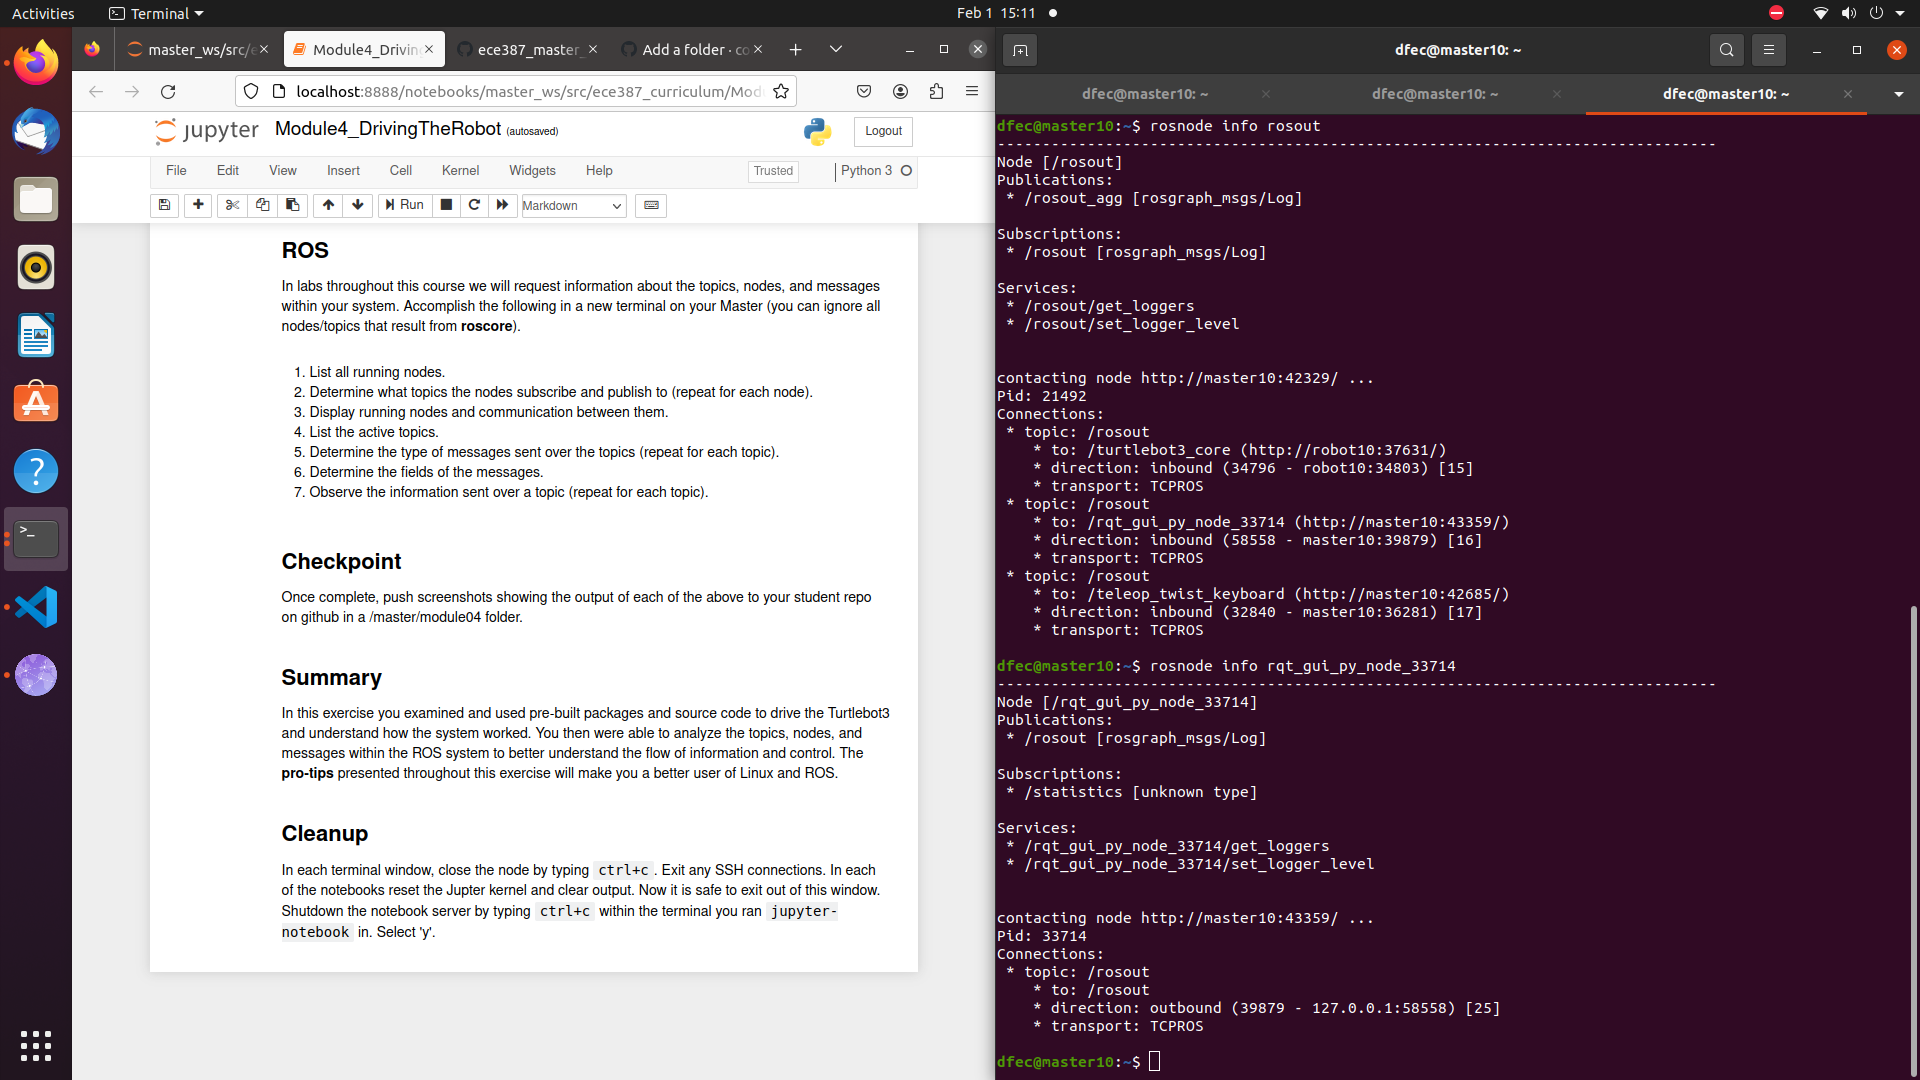 Activities
Terminal
Feb 1 15:11
master_ws/src/e
Module4_Drivin
ece387_master_
Add a folder · co
localhost:8888/notebooks/master_ws/src/ece387_curriculum/Mod
jupyter
Module4_DrivingTheRobot (autosaved)
Logout
File
Edit
View
Insert
Cell
Kernel
Widgets
Help
Trusted
Python 3
Run
Markdown
ROS
In labs throughout this course we will request information about the topics, nodes, and messages
within your system. Accomplish the following in a new terminal on your Master (you can ignore all
nodes/topics that result from roscore).
1. List all running nodes.
2. Determine what topics the nodes subscribe and publish to (repeat for each node).
3. Display running nodes and communication between them.
4. List the active topics.
5. Determine the type of messages sent over the topics (repeat for each topic).
6. Determine the fields of the messages.
7. Observe the information sent over a topic (repeat for each topic).
Checkpoint
Once complete, push screenshots showing the output of each of the above to your student repo
on github in a /master/module04 folder.
Summary
In this exercise you examined and used pre-built packages and source code to drive the Turtlebot3
and understand how the system worked. You then were able to analyze the topics, nodes, and
messages within the ROS system to better understand the flow of information and control. The
pro-tips presented throughout this exercise will make you a better user of Linux and ROS.
Cleanup
In each terminal window, close the node by typing ctrl+c. Exit any SSH connections. In each
of the notebooks reset the Jupter kernel and clear output. Now it is safe to exit out of this window.
Shutdown the notebook server by typing ctrl+c within the terminal you ran jupyter-
notebook in. Select 'y'.
dfec@master10: ~
dfec@master10: ~
dfec@master10: ~
dfec@master10: ~
dfec@master10:~$ rosnode info rosout
--------------------------------------------------------------------------------
Node [/rosout]
Publications:
* /rosout_agg [rosgraph_msgs/Log]
Subscriptions:
* /rosout [rosgraph_msgs/Log]
Services:
* /rosout/get_loggers
* /rosout/set_logger_level
contacting node http://master10:42329/ ...
Pid: 21492
Connections:
* topic: /rosout
* to: /turtlebot3_core (http://robot10:37631/)
* direction: inbound (34796 - robot10:34803) [15]
* transport: TCPROS
* topic: /rosout
* to: /rqt_gui_py_node_33714 (http://master10:43359/)
* direction: inbound (58558 - master10:39879) [16]
* transport: TCPROS
* topic: /rosout
* to: /teleop_twist_keyboard (http://master10:42685/)
* direction: inbound (32840 - master10:36281) [17]
* transport: TCPROS
dfec@master10:~$ rosnode info rqt_gui_py_node_33714
--------------------------------------------------------------------------------
Node [/rqt_gui_py_node_33714]
Publications:
* /rosout [rosgraph_msgs/Log]
Subscriptions:
* /statistics [unknown type]
Services:
* /rqt_gui_py_node_33714/get_loggers
* /rqt_gui_py_node_33714/set_logger_level
contacting node http://master10:43359/ ...
Pid: 33714
Connections:
* topic: /rosout
* to: /rosout
* direction: outbound (39879 - 127.0.0.1:58558) [25]
* transport: TCPROS
dfec@master10:~$